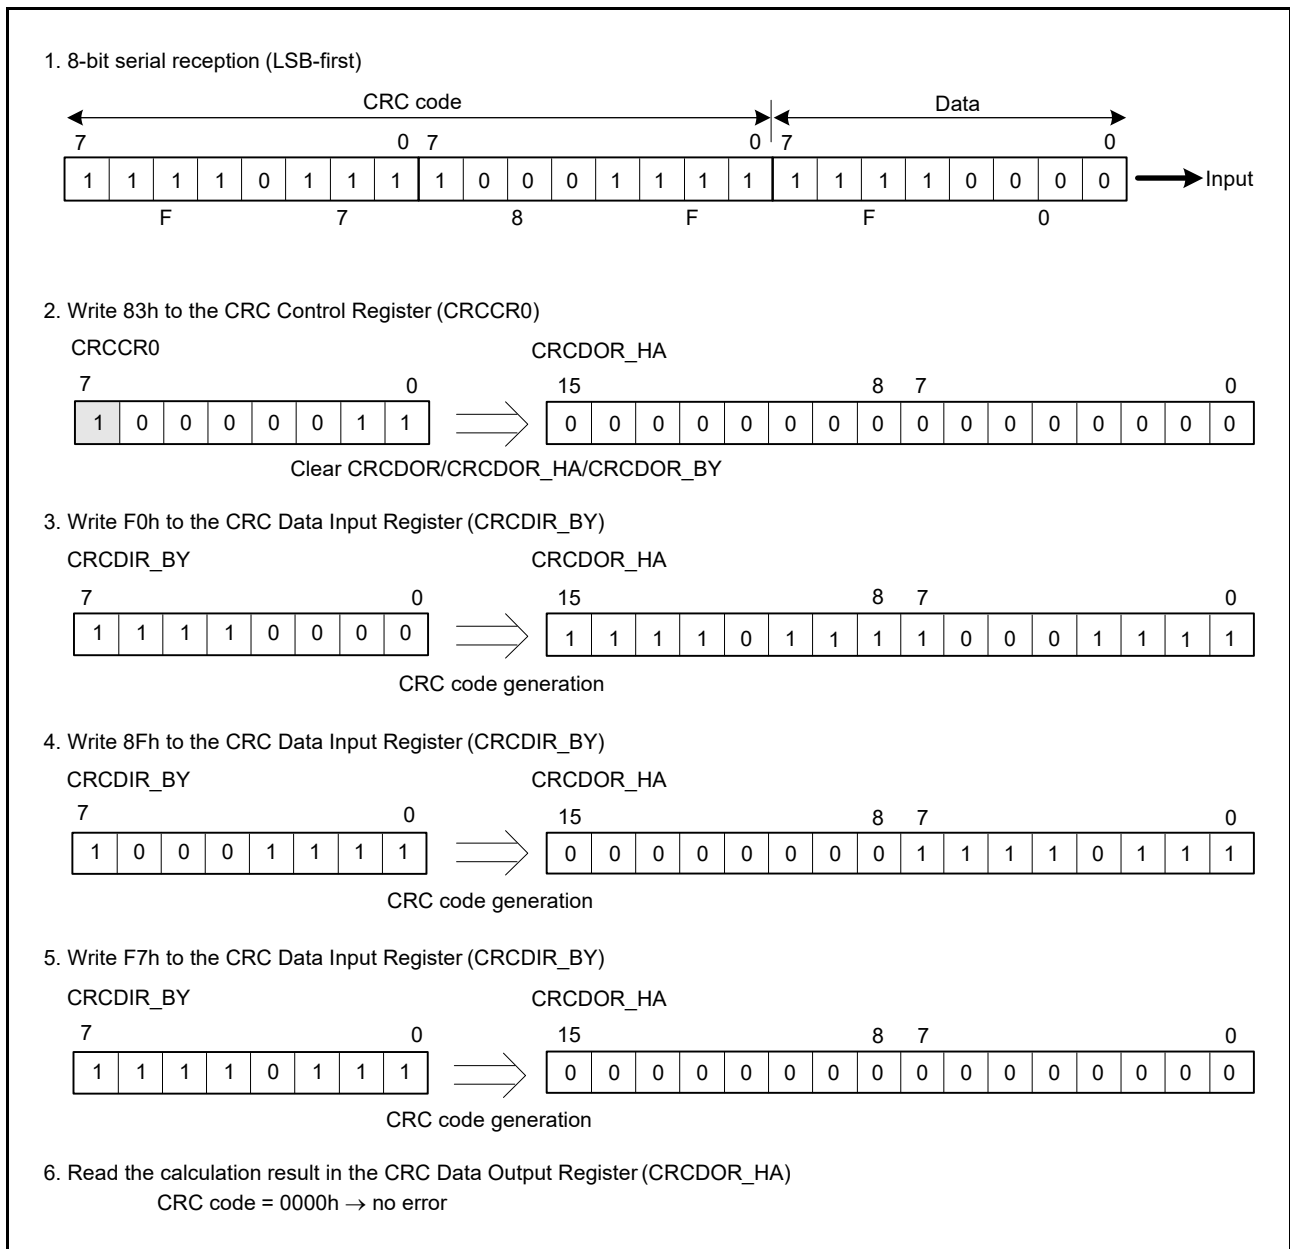 1. 8-bit serial reception (LSB-first)
CRC code Data
7 0 7 0 7 0
1 1 1 1 0 1 1 1 1 0 0 0 1 1 1 1 1 1 1 1 0 0 0 0 Input
F 7 8 F F 0
2. Write 83h to the CRC Control Register (CRCCR0)
CRCCR0 CRCDOR_HA
7 0 15 8 7 0
1 0 0 0 0 0 1 1 0 0 0 0 0 0 0 0 0 0 0 0 0 0 0 0
Clear CRCDOR/CRCDOR_HA/CRCDOR_BY
3. Write F0h to the CRC Data Input Register (CRCDIR_BY)
CRCDIR_BY CRCDOR_HA
7 0 15 8 7 0
1 1 1 1 0 0 0 0 1 1 1 1 0 1 1 1 1 0 0 0 1 1 1 1
CRC code generation
4. Write 8Fh to the CRC Data Input Register (CRCDIR_BY)
CRCDIR_BY CRCDOR_HA
7 0 15 8 7 0
1 0 0 0 1 1 1 1 0 0 0 0 0 0 0 0 1 1 1 1 0 1 1 1
CRC code generation
5. Write F7h to the CRC Data Input Register (CRCDIR_BY)
CRCDIR_BY CRCDOR_HA
7 0 15 8 7 0
1 1 1 1 0 1 1 1 0 0 0 0 0 0 0 0 0 0 0 0 0 0 0 0
CRC code generation
6. Read the calculation result in the CRC Data Output Register (CRCDOR_HA)
CRC code = 0000h → no error